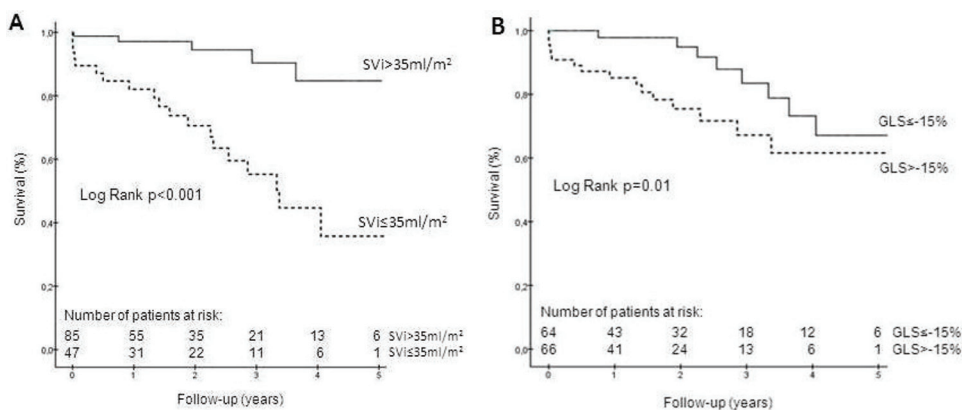 A
1,0
0,8
0,6
0,4
0,2
0,0
Survival (%)
SVi>35ml/m²
SVi≤35ml/m²
Log Rank p<0.001
Number of patients at risk:
85 55 35 21 13 6 SVi>35ml/m²
47 31 22 11 6 1 SVi≤35ml/m²
0 1 2 3 4 5
Follow-up (years)
B
1,0
0,8
0,6
0,4
0,2
0,0
Survival (%)
GLS≤-15%
GLS>-15%
Log Rank p=0.01
Number of patients at risk:
64 43 32 18 12 6 GLS≤-15%
66 41 24 13 6 1 GLS>-15%
0 1 2 3 4 5
Follow-up (years)